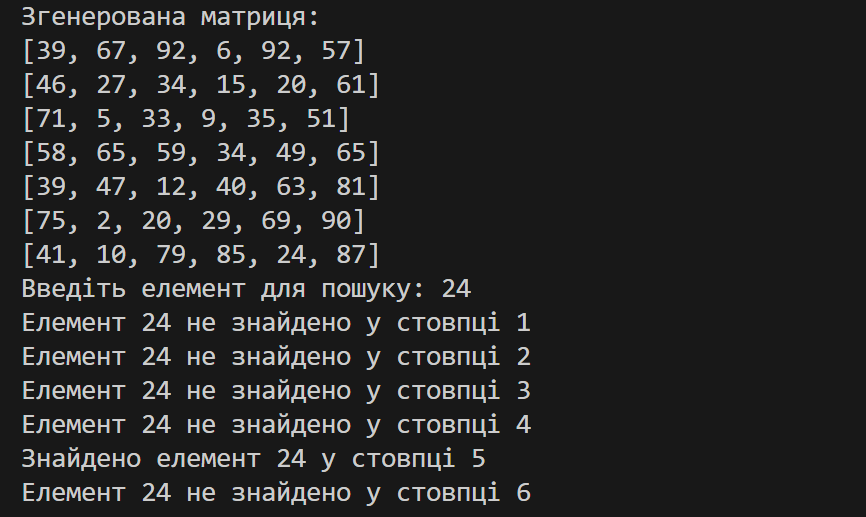 Згенерована матриця:
[39, 67, 92, 6, 92, 57]
[46, 27, 34, 15, 20, 61]
[71, 5, 33, 9, 35, 51]
[58, 65, 59, 34, 49, 65]
[39, 47, 12, 40, 63, 81]
[75, 2, 20, 29, 69, 90]
[41, 10, 79, 85, 24, 87]
Введіть елемент для пошуку: 24
Елемент 24 не знайдено у стовпці 1
Елемент 24 не знайдено у стовпці 2
Елемент 24 не знайдено у стовпці 3
Елемент 24 не знайдено у стовпці 4
Знайдено елемент 24 у стовпці 5
Елемент 24 не знайдено у стовпці 6